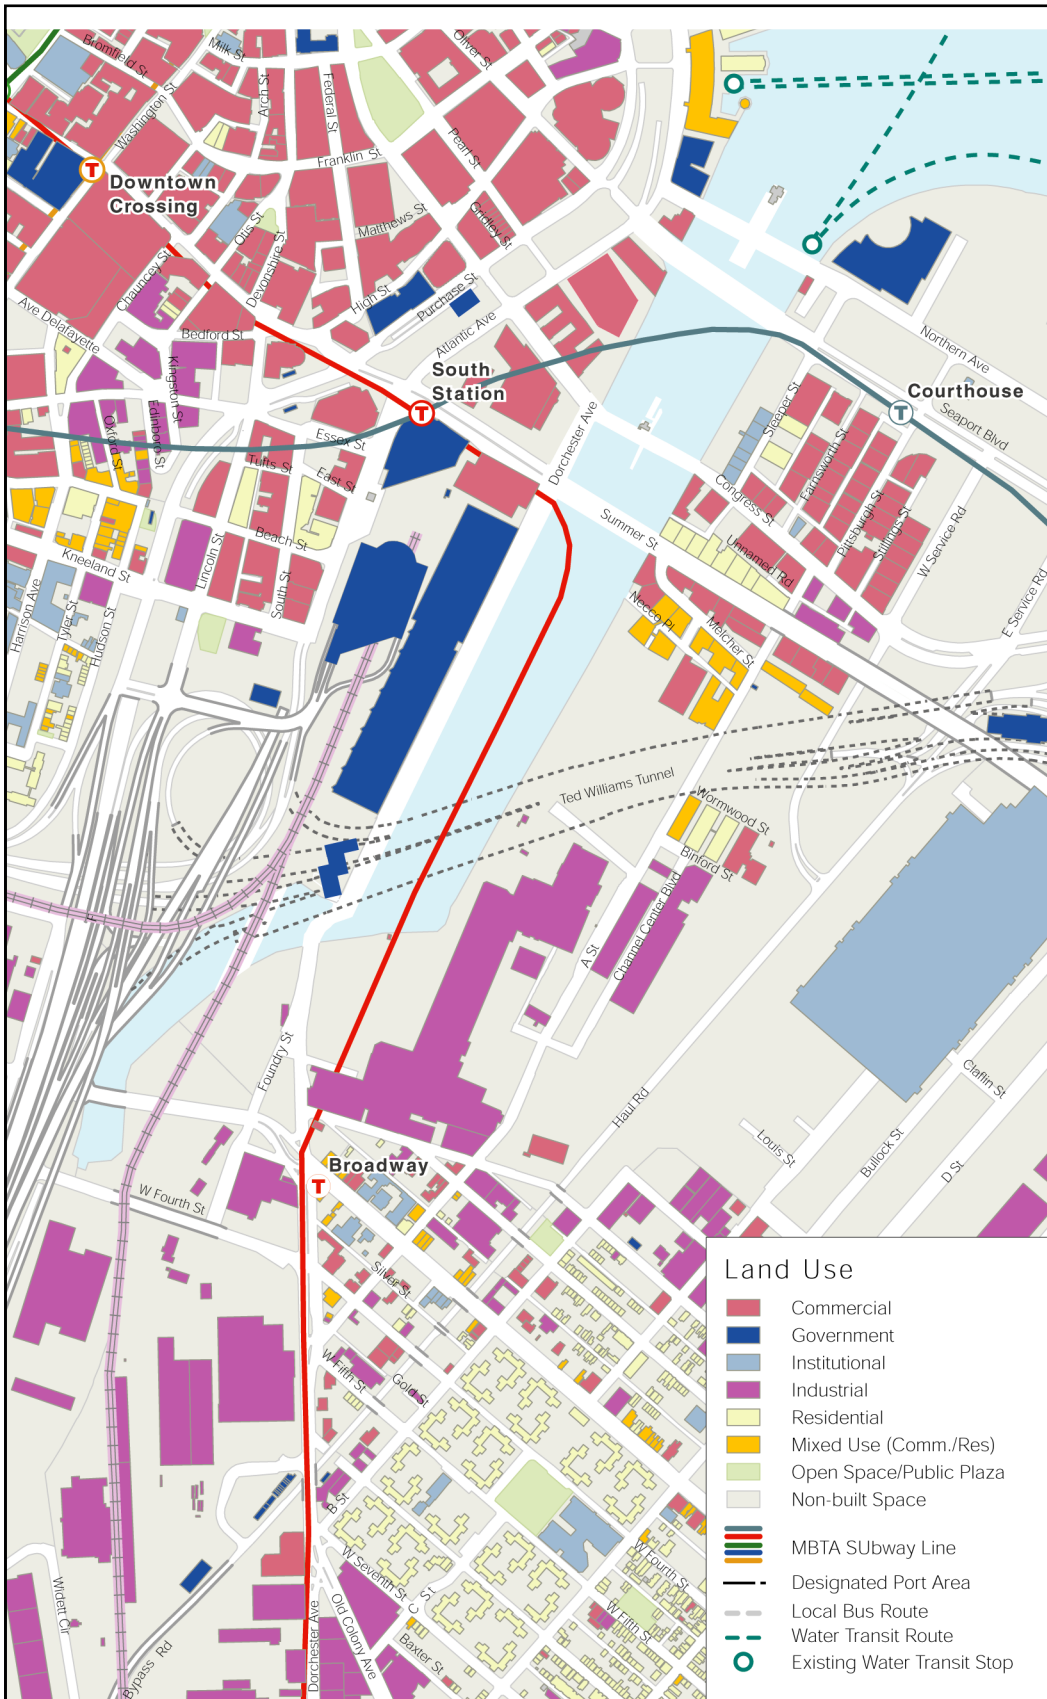 Bromfield St
Milk St
Oliver St
Washington St
Arch St
Federal St
Pearl St
Franklin St
T
Downtown
Crossing
Otis St
Matthews St
Gridley St
Devonshire St
Chauncey St
High St
Purchase St
Ave Delafayette
Bedford St
Atlantic Ave
Northern Ave
Kingston St
South
Station
T
Courthouse
T
Seaport Blvd
Sleeper St
Edinboro St
Oxford St
Essex St
Dorchester Ave
Farnsworth St
Tufts St
East St
Congress St
Pittsburgh St
Stillings St
Beach St
Summer St
Unnamed Rd
W Service Rd
Lincoln St
Kneeland St
South St
Harrison Ave
Tyler St
Hudson St
Necco Pl
Melcher St
E Service Rd
Ted Williams Tunnel
Wormwood St
Binford St
A St
Channel Center Blvd
Foundry St
Haul Rd
Claflin St
Louis St
Bullock St
D St
Broadway
T
W Fourth St
Silver St
W Fifth St
Gold St
B St
W Seventh St
C St
W Fourth St
W Fifth St
Widett Cir
Bypass Rd
Dorchester Ave
Old Colony Ave
Baxter St
Land Use
Commercial
Government
Institutional
Industrial
Residential
Mixed Use (Comm./Res)
Open Space/Public Plaza
Non-built Space
MBTA SUbway Line
Designated Port Area
Local Bus Route
Water Transit Route
Existing Water Transit Stop